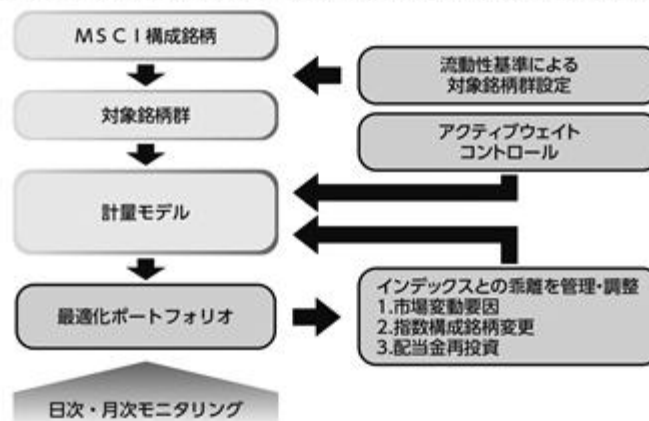 MSCI構成銘柄
流動性基準による
対象銘柄群設定
対象銘柄群
アクティブウェイト
コントロール
計量モデル
最適化ポートフォリオ
インデックスとの乖離を管理・調整
1.市場変動要因
2.指数構成銘柄変更
3.配当金再投資
日次・月次モニタリング